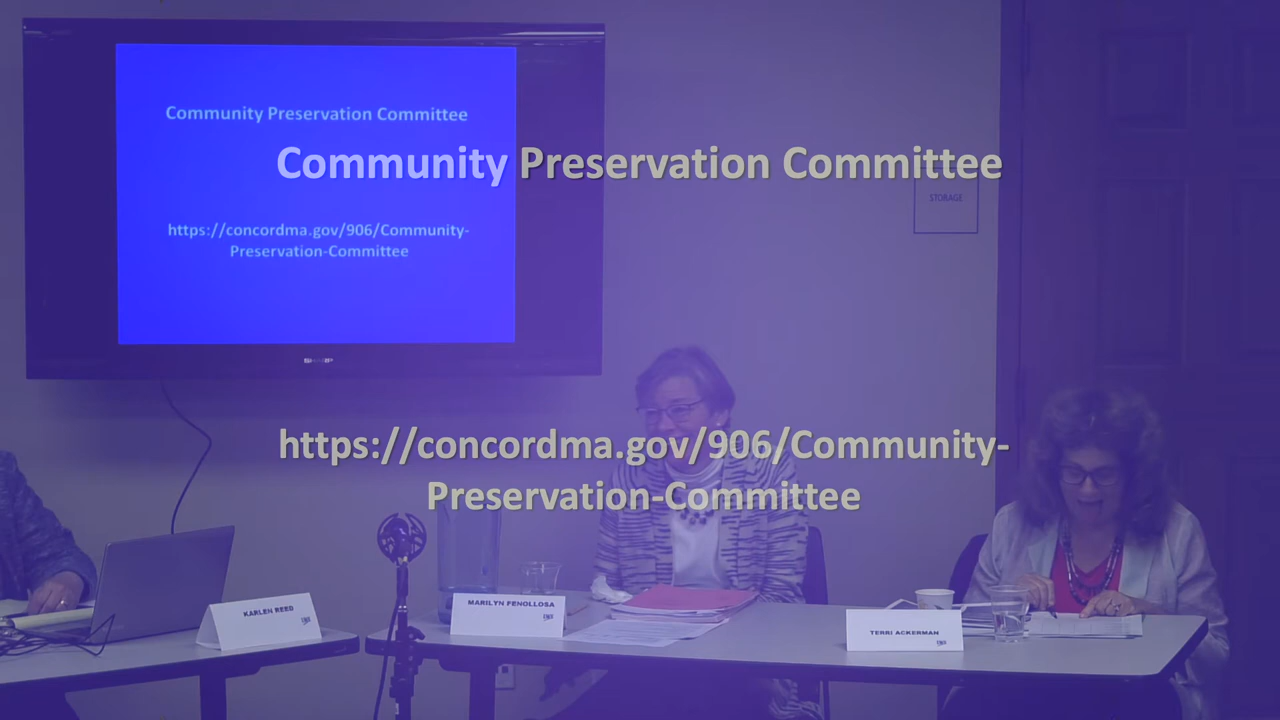 Community Preservation Committee
https://concordma.gov/906/Community-
Preservation-Committee
Community Preservation Committee
https://concordma.gov/906/Community-
Preservation-Committee
STORAGE
SHARP
KARLEN REED
MARILYN FENOLLOSA
TERRI ACKERMAN